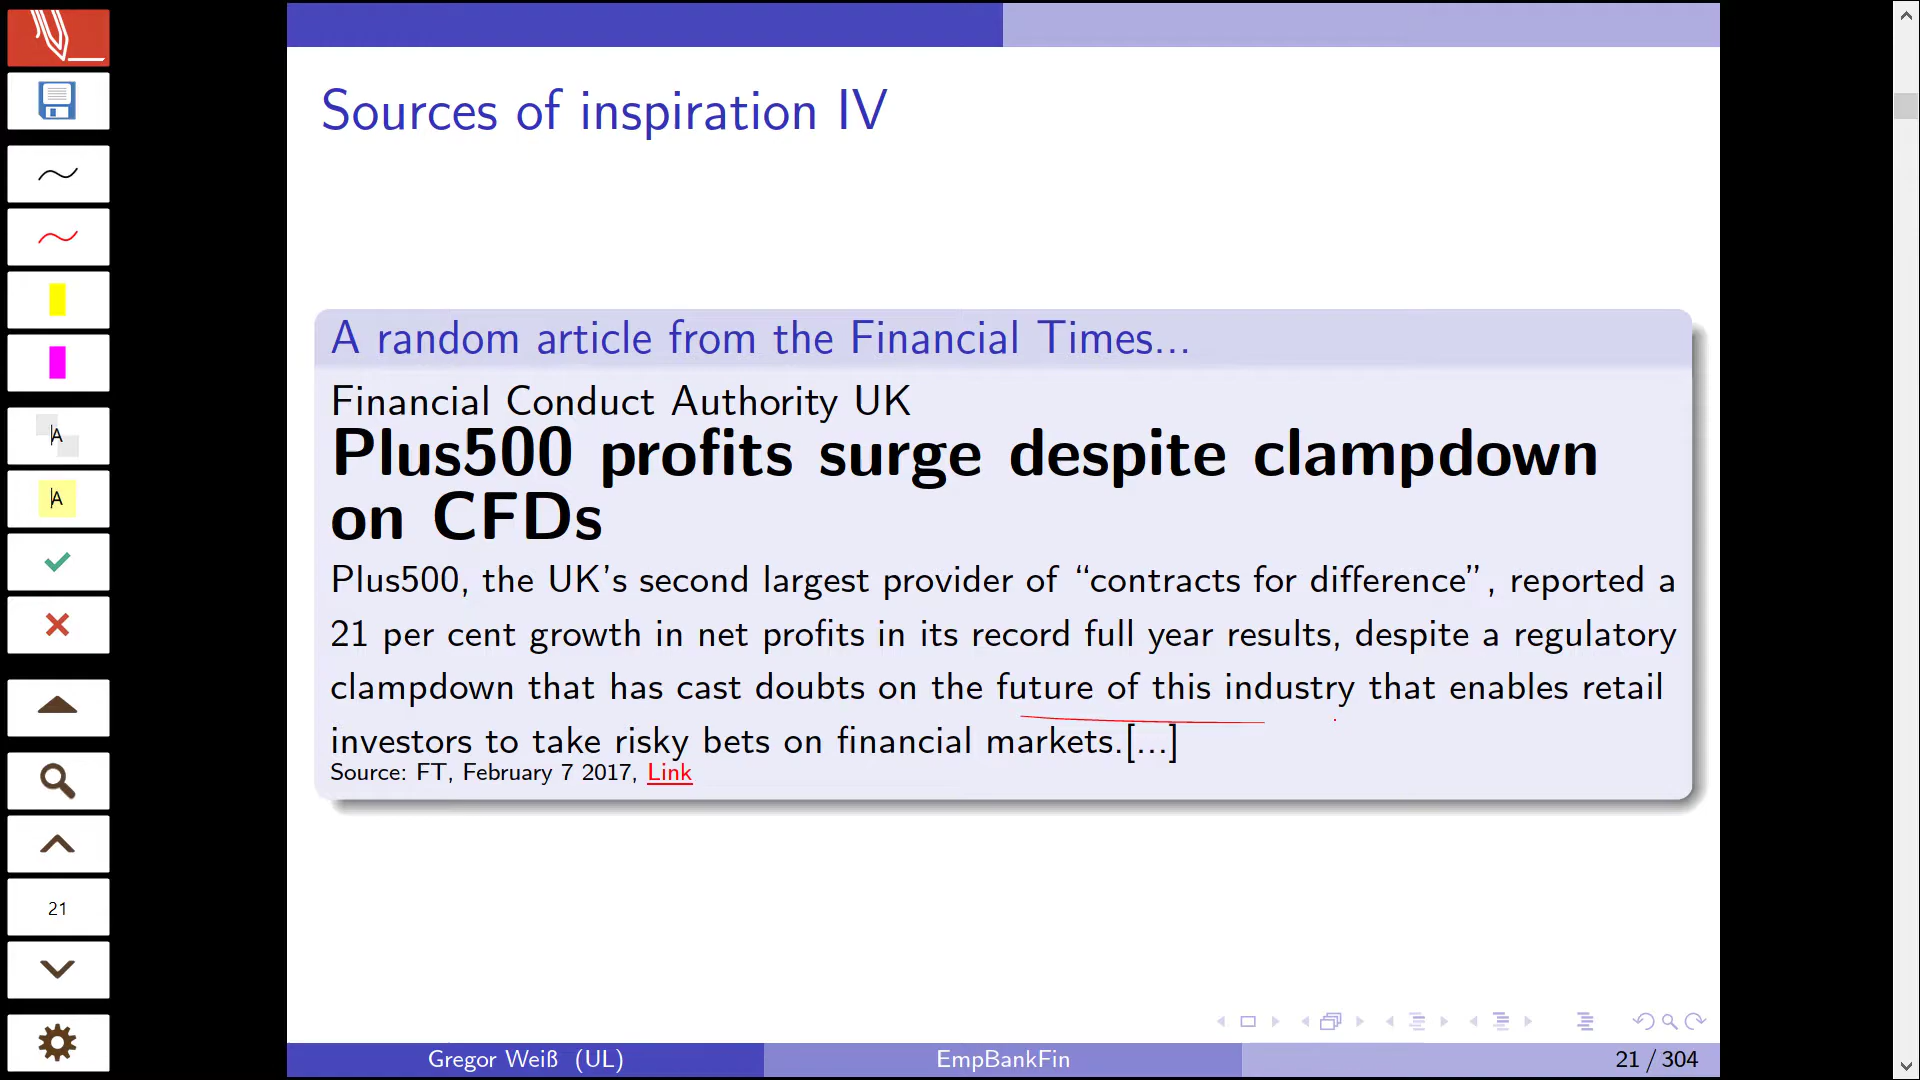 Sources of inspiration IV
A random article from the Financial Times...
Financial Conduct Authority UK
Plus500 profits surge despite clampdown
on CFDs
Plus500, the UK's second largest provider of “contracts for difference”, reported a
21 per cent growth in net profits in its record full year results, despite a regulatory
clampdown that has cast doubts on the future of this industry that enables retail
investors to take risky bets on financial markets.[...]
Source: FT, February 7 2017, Link
A
A
21
Gregor Weiß (UL) EmpBankFin 21 / 304